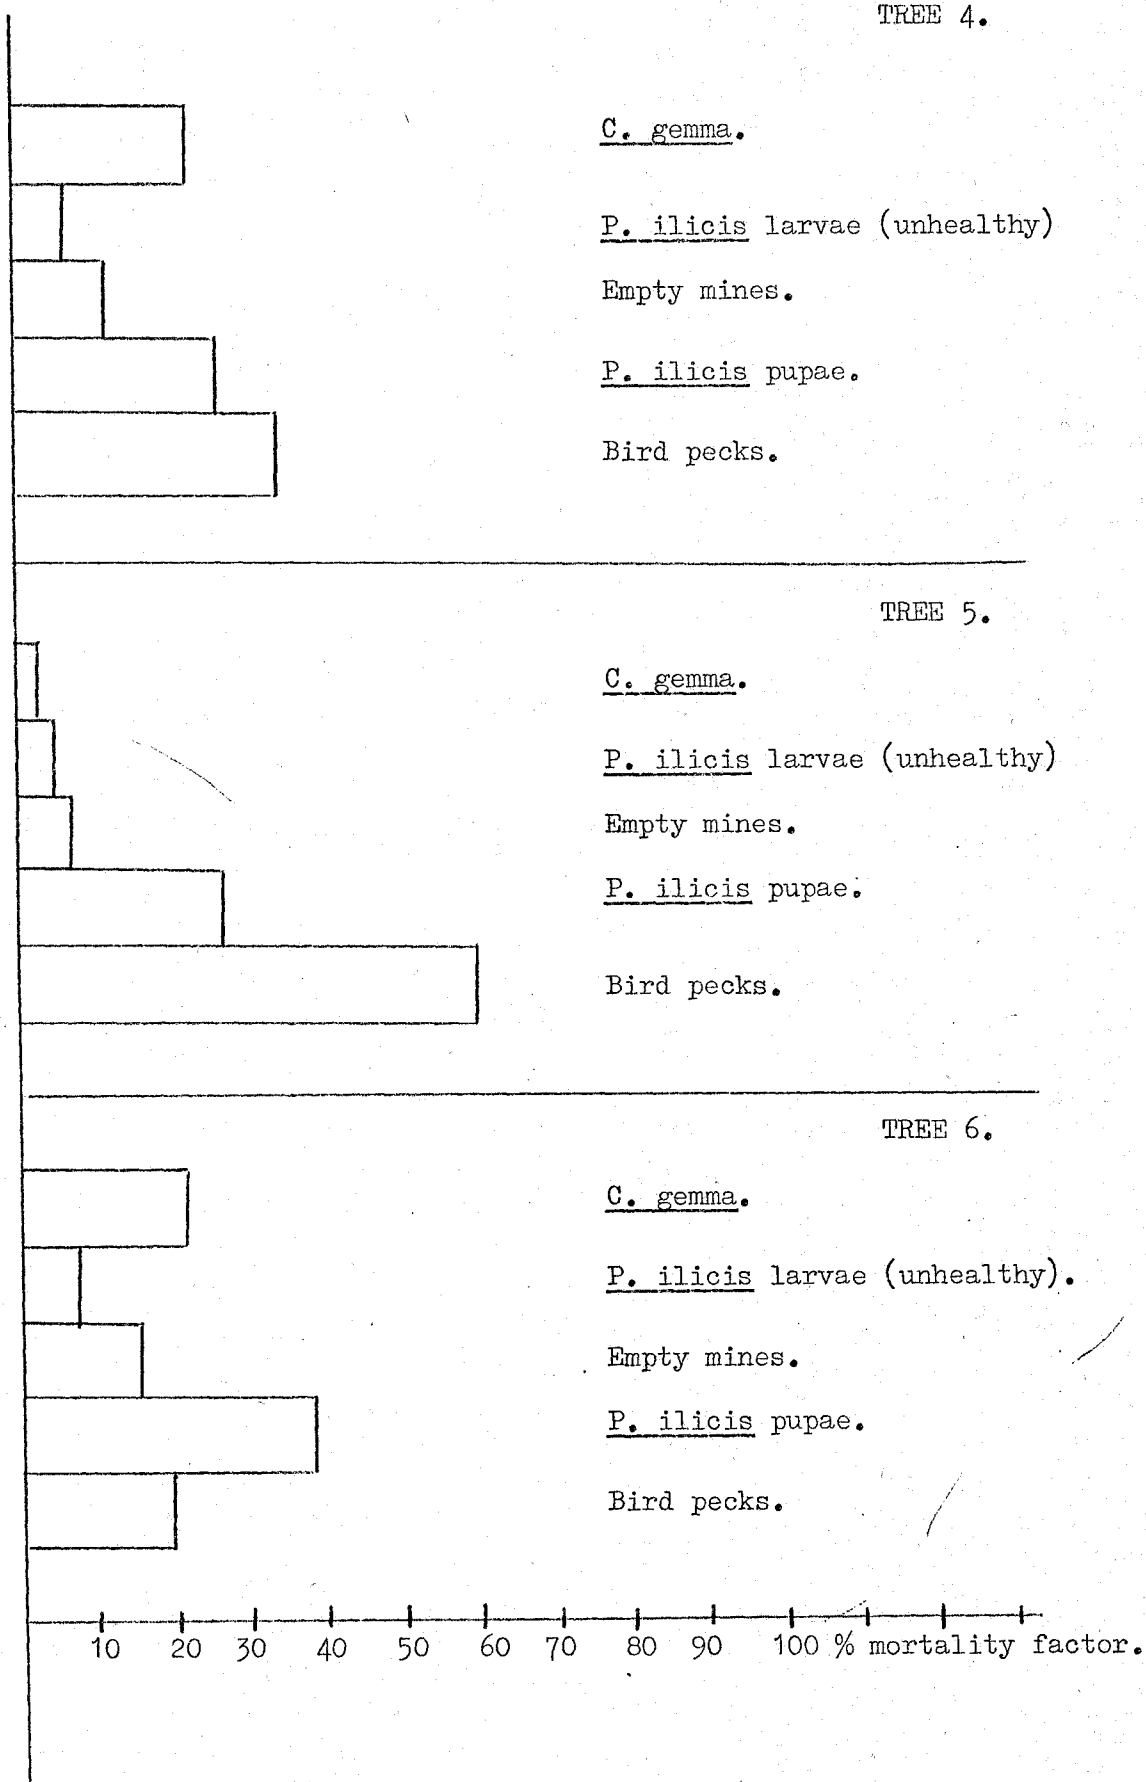 TREE 4.
C. gemma.
P. ilicis larvae (unhealthy)
Empty mines.
P. ilicis pupae.
Bird pecks.
TREE 5.
C. gemma.
P. ilicis larvae (unhealthy)
Empty mines.
P. ilicis pupae.
Bird pecks.
TREE 6.
C. gemma.
P. ilicis larvae (unhealthy).
Empty mines.
P. ilicis pupae.
Bird pecks.
10 20 30 40 50 60 70 80 90 100 % mortality factor.